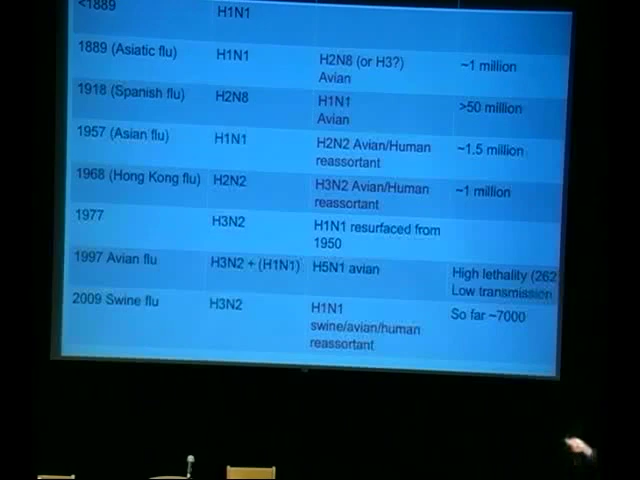 <1889 H1N1
1889 (Asiatic flu) H1N1 H2N8 (or H3?) ~1 million
Avian
1918 (Spanish flu) H2N8 H1N1 >50 million
Avian
1957 (Asian flu) H1N1 H2N2 Avian/Human ~1.5 million
reassortant
1968 (Hong Kong flu) H2N2 H3N2 Avian/Human ~1 million
reassortant
1977 H3N2 H1N1 resurfaced from
1950
1997 Avian flu H3N2 + (H1N1) H5N1 avian High lethality (262
Low transmission
2009 Swine flu H3N2 H1N1 So far ~7000
swine/avian/human
reassortant